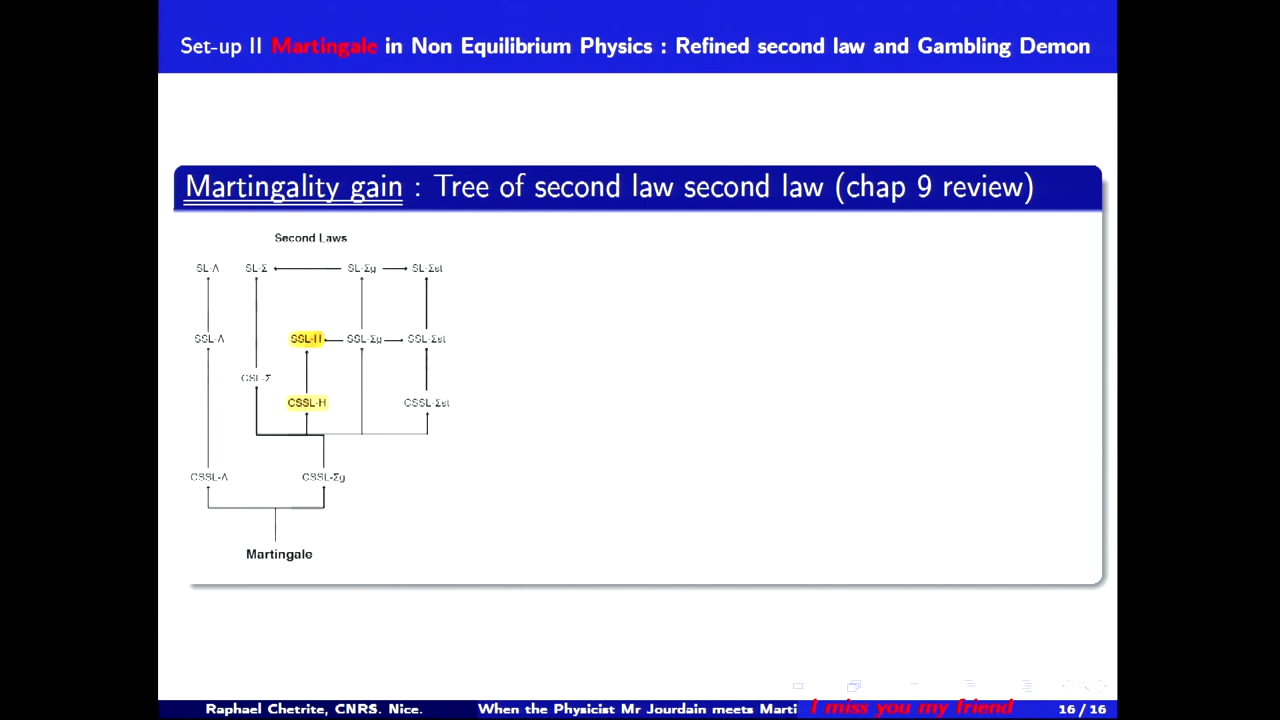 Set-up II Martingale in Non Equilibrium Physics : Refined second law and Gambling Demon
Martingality gain : Tree of second law second law (chap 9 review)
Second Laws
SL-Λ SL-Σ SL-Σg SL-Σst
SSL-Λ SSL-H SSL-Σg SSL-Σst
CSL-Σ
CSSL-H CSSL-Σst
CSSL-Λ CSSL-Σg
Martingale
Raphael Chetrite, CNRS. Nice. When the Physicist Mr Jourdain meets Marti I miss you my friend 16 / 16